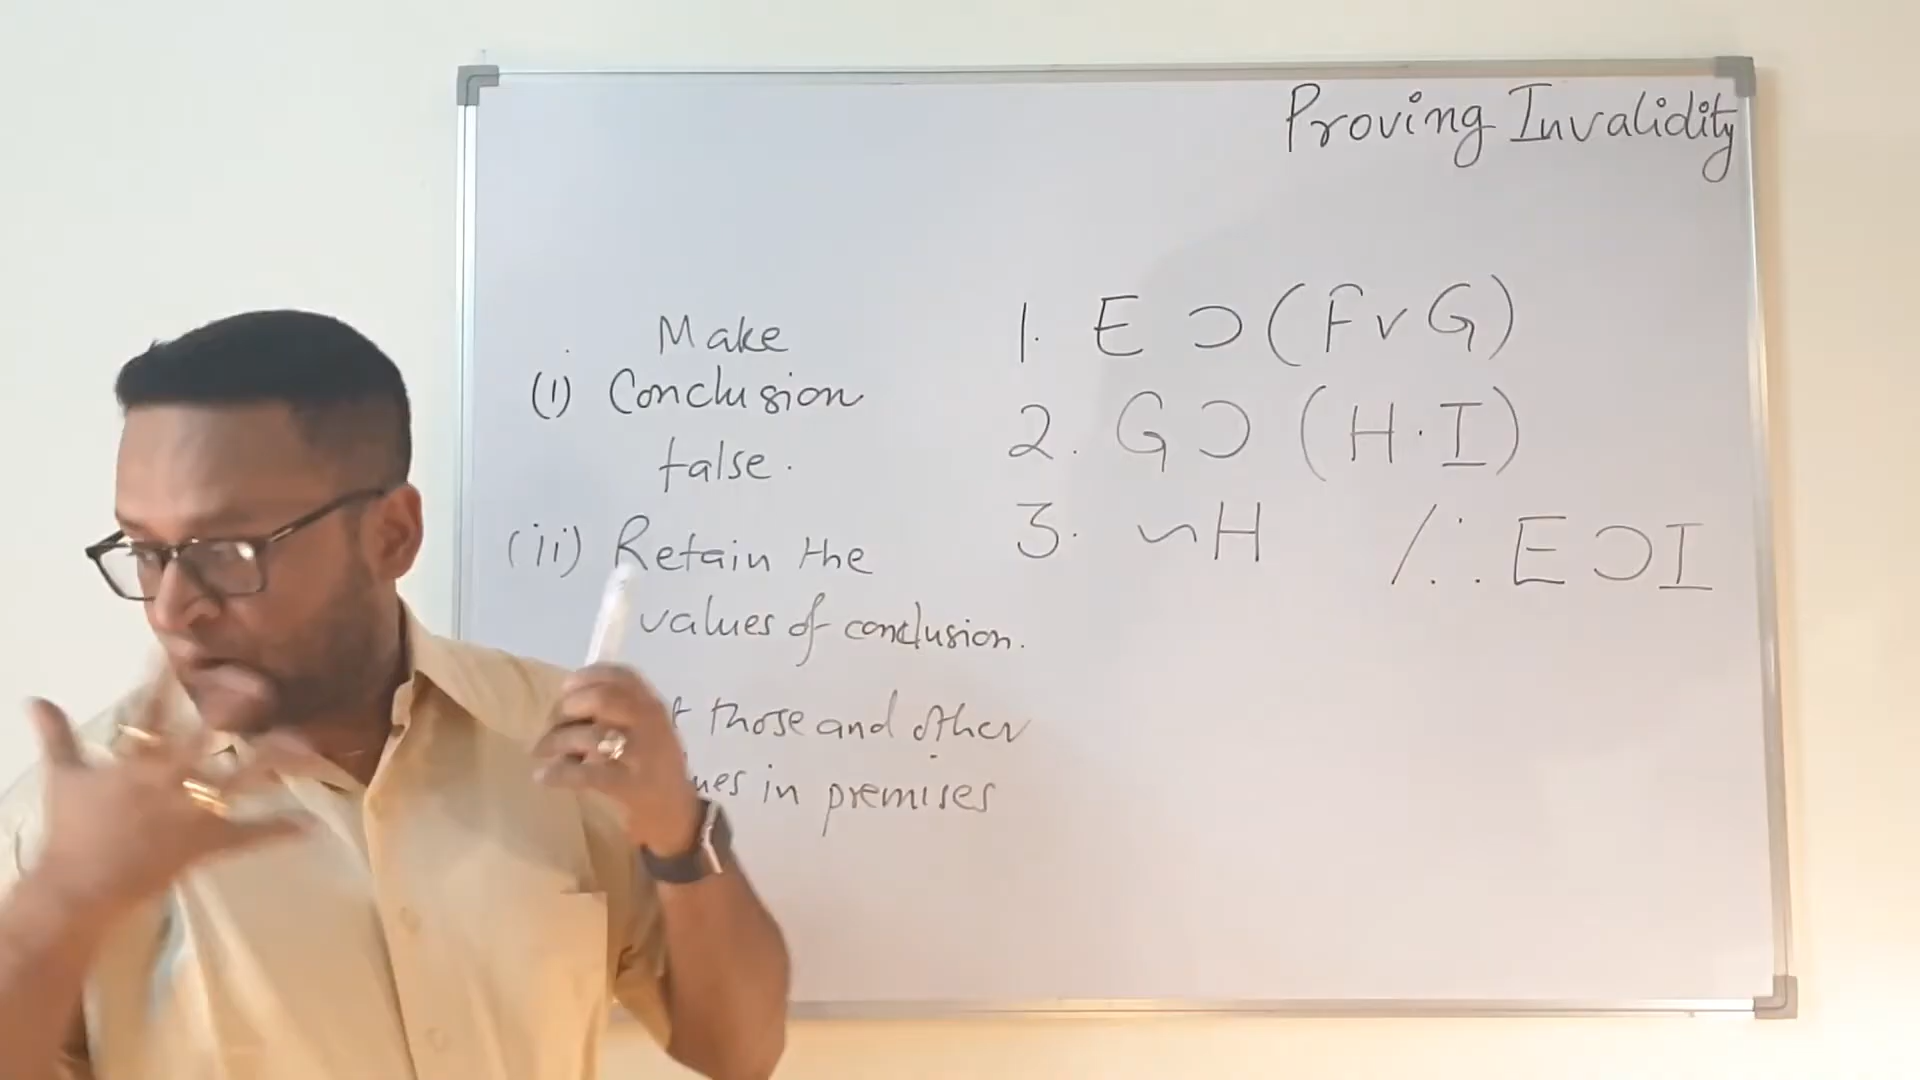 Proving Invalidity
Make
(i) Conclusion
false.
(ii) Retain the
values of conclusion.
those and other
in premises
1. E ⊃ (F v G)
2. G ⊃ (H · I)
3. ~H /∴ E ⊃ I